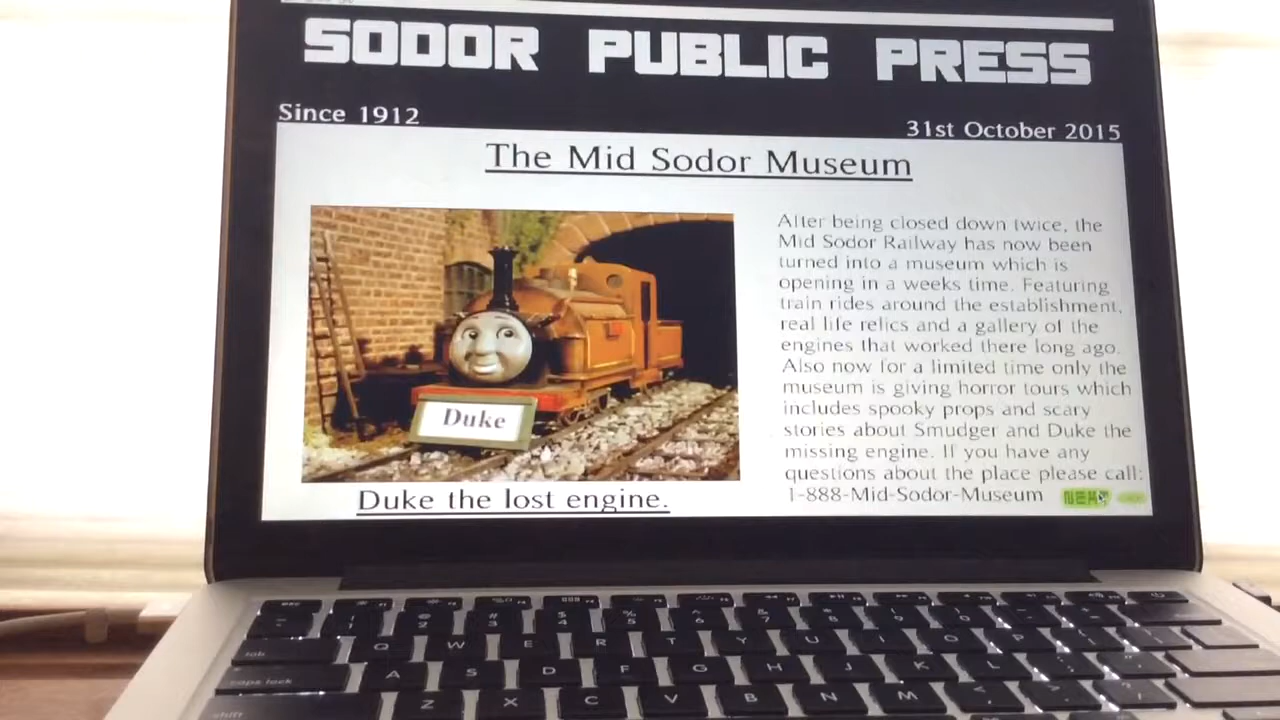 SODOR PUBLIC PRESS
Since 1912
31st October 2015
The Mid Sodor Museum
After being closed down twice, the
Mid Sodor Railway has now been
turned into a museum which is
opening in a weeks time. Featuring
train rides around the establishment,
real life relics and a gallery of the
engines that worked there long ago.
Also now for a limited time only the
museum is giving horror tours which
includes spooky props and scary
stories about Smudger and Duke the
missing engine. If you have any
questions about the place please call:
1-888-Mid-Sodor-Museum
NEXT
Duke
Duke the lost engine.
tab
Q W E R T Y U I O P
caps lock
A S D F G H J K L
shift
Z X C V B N M